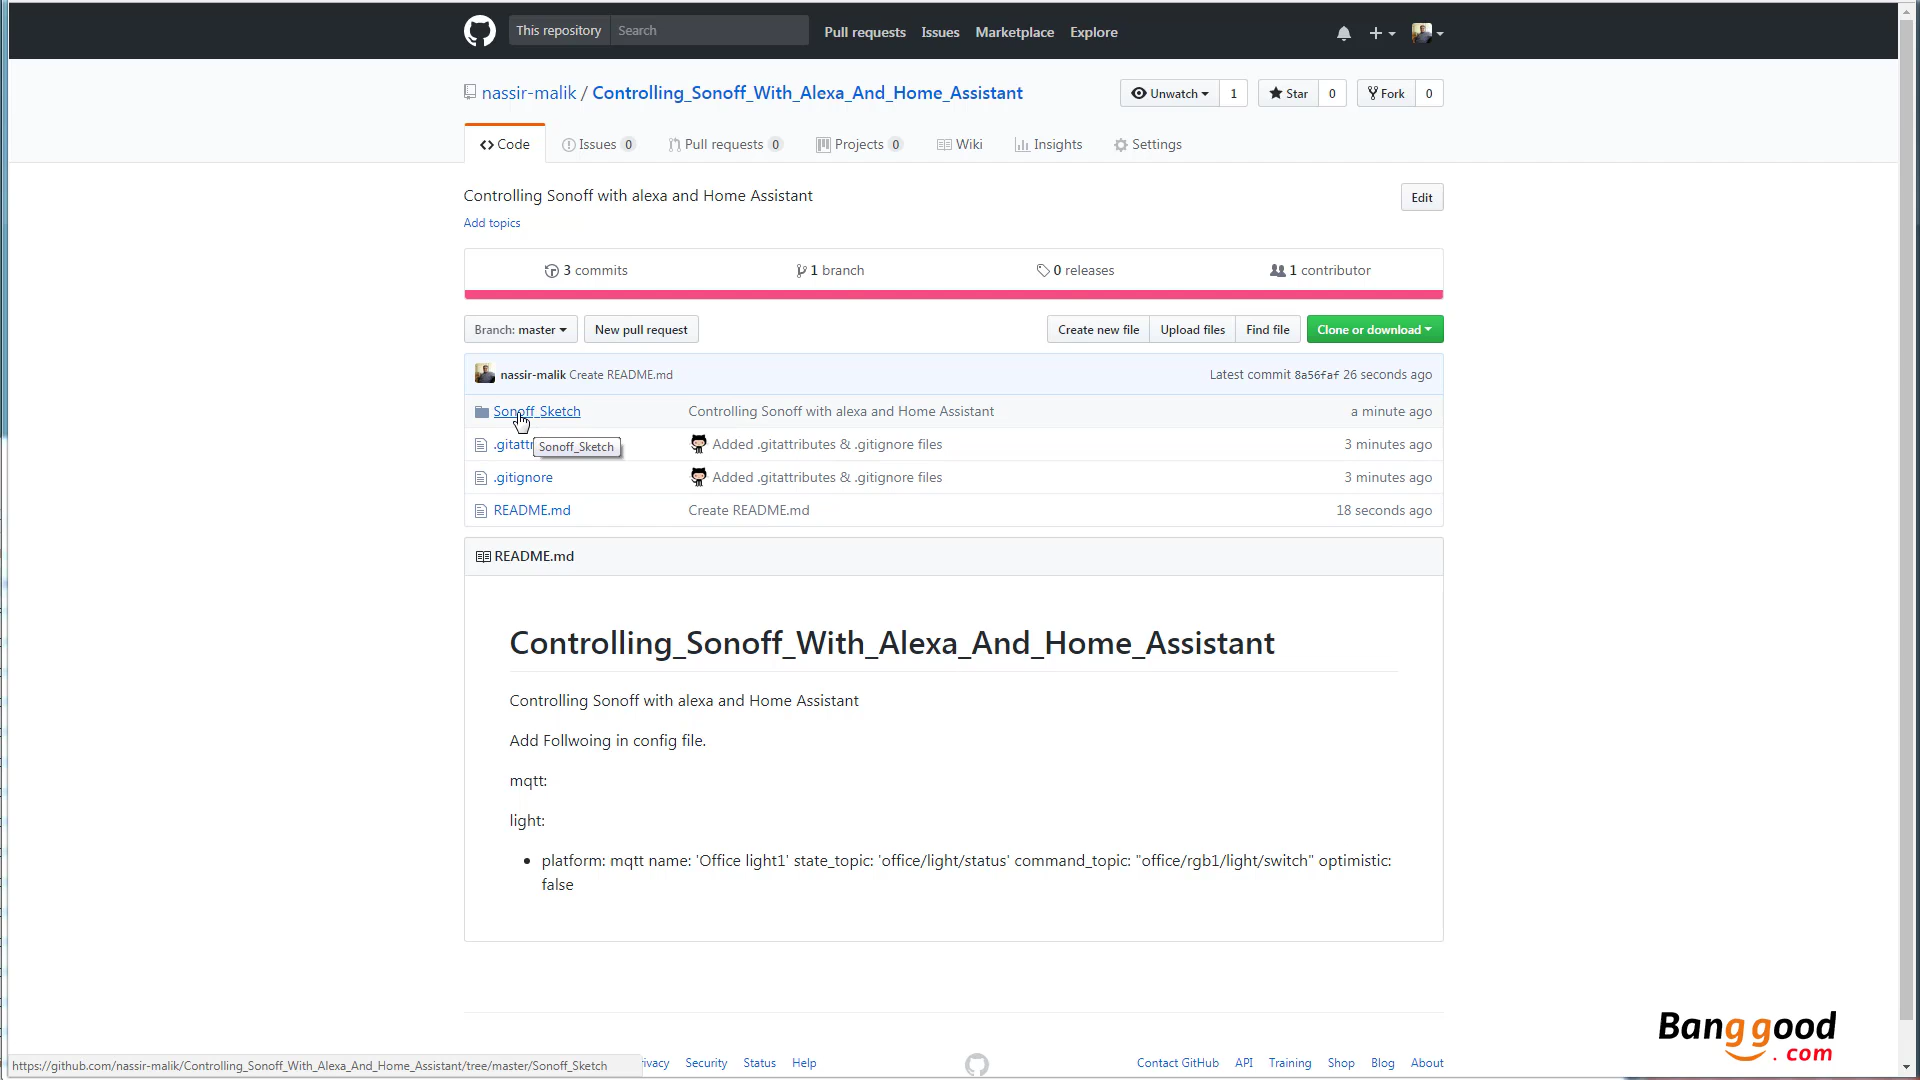 This repository Search Pull requests Issues Marketplace Explore
nassir-malik / Controlling_Sonoff_With_Alexa_And_Home_Assistant Unwatch 1 Star 0 Fork 0
Code Issues 0 Pull requests 0 Projects 0 Wiki Insights Settings
Controlling Sonoff with alexa and Home Assistant Edit
Add topics
3 commits 1 branch 0 releases 1 contributor
Branch: master New pull request Create new file Upload files Find file Clone or download
nassir-malik Create README.md Latest commit 8a56faf 26 seconds ago
Sonoff_Sketch Controlling Sonoff with alexa and Home Assistant a minute ago
.gitattr Added .gitattributes & .gitignore files 3 minutes ago
Sonoff_Sketch
.gitignore Added .gitattributes & .gitignore files 3 minutes ago
README.md Create README.md 18 seconds ago
README.md
Controlling_Sonoff_With_Alexa_And_Home_Assistant
Controlling Sonoff with alexa and Home Assistant
Add Follwoing in config file.
mqtt:
light:
• platform: mqtt name: 'Office light1' state_topic: 'office/light/status' command_topic: "office/rgb1/light/switch" optimistic:
false
Banggood
.com
rivacy Security Status Help Contact GitHub API Training Shop Blog About
https://github.com/nassir-malik/Controlling_Sonoff_With_Alexa_And_Home_Assistant/tree/master/Sonoff_Sketch